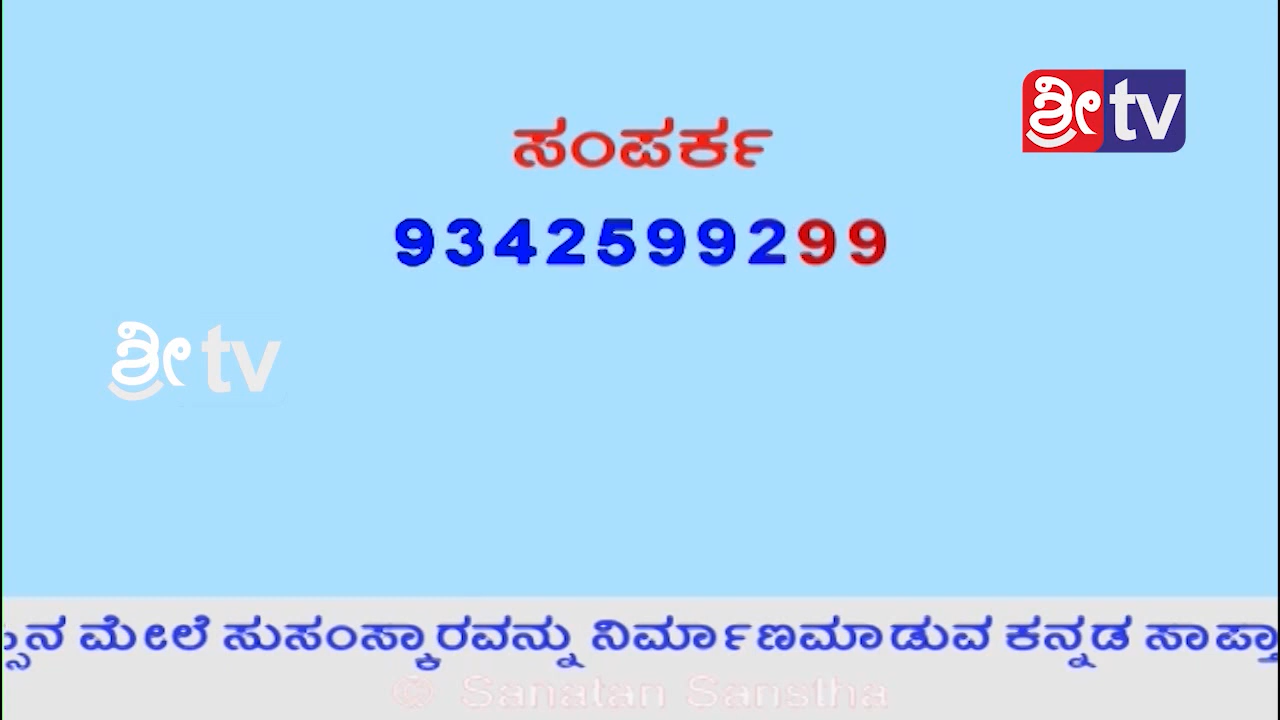 ಶ್ರೀ tv
ಸಂಪರ್ಕ
9342599299
ಶ್ರೀ tv
ಮೇಲೆ ಸುಸಂಸ್ಕಾರವನ್ನು ನಿರ್ಮಾಣಮಾಡುವ ಕನ್ನಡ
© Sanatan Sanstha